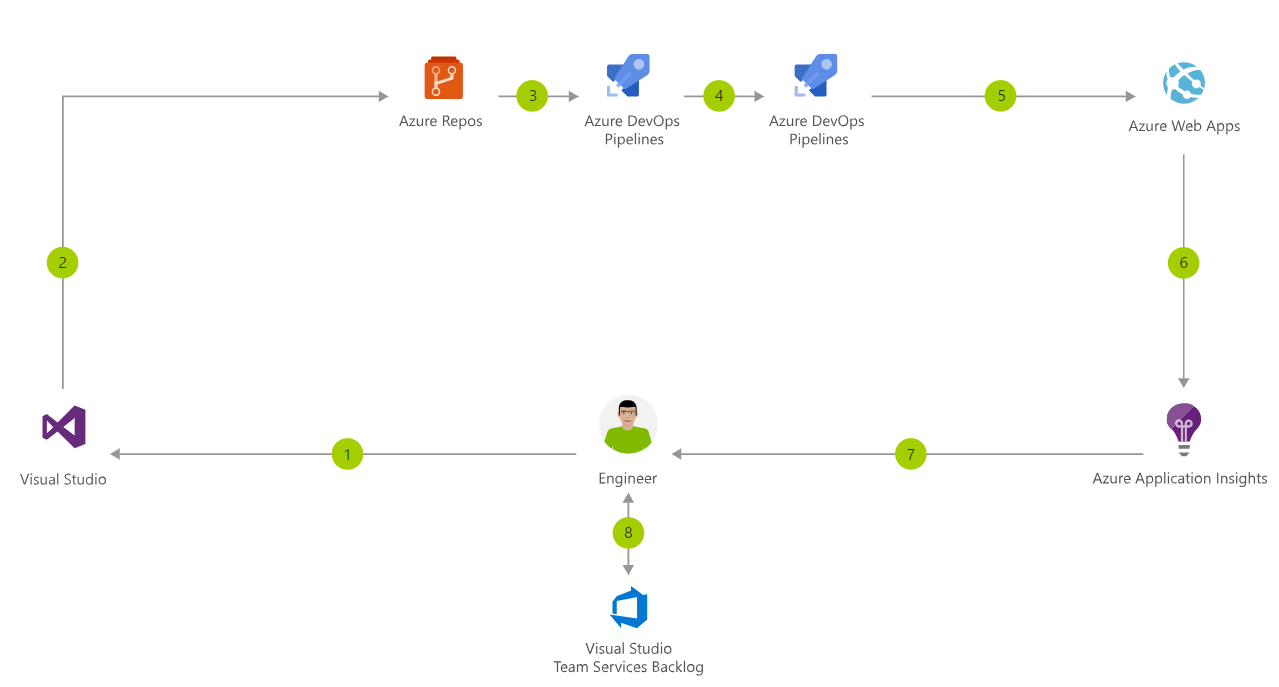 3
4
5
Azure Repos
Azure DevOps
Pipelines
Azure DevOps
Pipelines
Azure Web Apps
2
6
1
7
Visual Studio
Engineer
Azure Application Insights
8
Visual Studio
Team Services Backlog